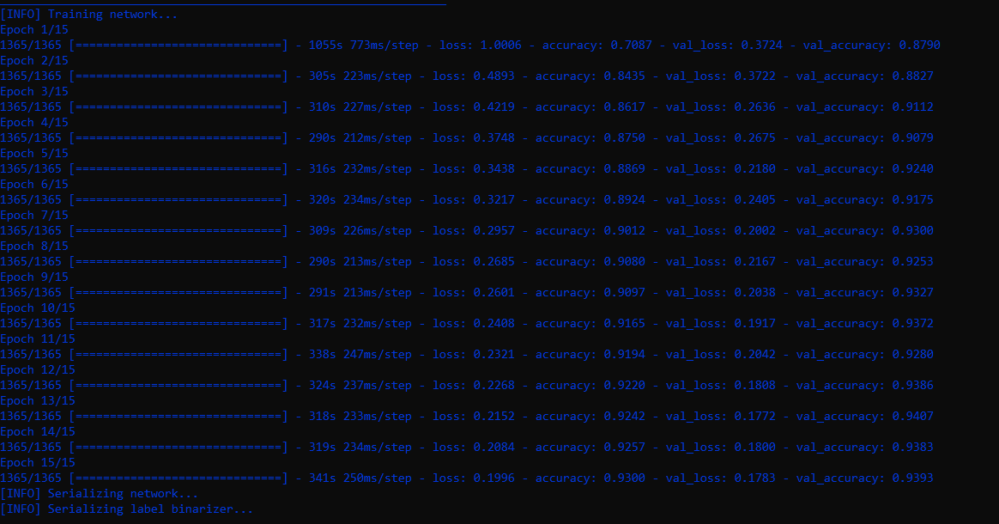 [INFO] Training network...
Epoch 1/15
1365/1365 [==============================] - 1055s 773ms/step - loss: 1.0006 - accuracy: 0.7087 - val_loss: 0.3724 - val_accuracy: 0.8790
Epoch 2/15
1365/1365 [==============================] - 305s 223ms/step - loss: 0.4893 - accuracy: 0.8435 - val_loss: 0.3722 - val_accuracy: 0.8827
Epoch 3/15
1365/1365 [==============================] - 310s 227ms/step - loss: 0.4219 - accuracy: 0.8617 - val_loss: 0.2636 - val_accuracy: 0.9112
Epoch 4/15
1365/1365 [==============================] - 290s 212ms/step - loss: 0.3748 - accuracy: 0.8750 - val_loss: 0.2675 - val_accuracy: 0.9079
Epoch 5/15
1365/1365 [==============================] - 316s 232ms/step - loss: 0.3438 - accuracy: 0.8869 - val_loss: 0.2180 - val_accuracy: 0.9240
Epoch 6/15
1365/1365 [==============================] - 320s 234ms/step - loss: 0.3217 - accuracy: 0.8924 - val_loss: 0.2405 - val_accuracy: 0.9175
Epoch 7/15
1365/1365 [==============================] - 309s 226ms/step - loss: 0.2957 - accuracy: 0.9012 - val_loss: 0.2002 - val_accuracy: 0.9300
Epoch 8/15
1365/1365 [==============================] - 290s 213ms/step - loss: 0.2685 - accuracy: 0.9080 - val_loss: 0.2167 - val_accuracy: 0.9253
Epoch 9/15
1365/1365 [==============================] - 291s 213ms/step - loss: 0.2601 - accuracy: 0.9097 - val_loss: 0.2038 - val_accuracy: 0.9327
Epoch 10/15
1365/1365 [==============================] - 317s 232ms/step - loss: 0.2408 - accuracy: 0.9165 - val_loss: 0.1917 - val_accuracy: 0.9372
Epoch 11/15
1365/1365 [==============================] - 338s 247ms/step - loss: 0.2321 - accuracy: 0.9194 - val_loss: 0.2042 - val_accuracy: 0.9280
Epoch 12/15
1365/1365 [==============================] - 324s 237ms/step - loss: 0.2268 - accuracy: 0.9220 - val_loss: 0.1808 - val_accuracy: 0.9386
Epoch 13/15
1365/1365 [==============================] - 318s 233ms/step - loss: 0.2152 - accuracy: 0.9242 - val_loss: 0.1772 - val_accuracy: 0.9407
Epoch 14/15
1365/1365 [==============================] - 319s 234ms/step - loss: 0.2084 - accuracy: 0.9257 - val_loss: 0.1800 - val_accuracy: 0.9383
Epoch 15/15
1365/1365 [==============================] - 341s 250ms/step - loss: 0.1996 - accuracy: 0.9300 - val_loss: 0.1783 - val_accuracy: 0.9393
[INFO] Serializing network...
[INFO] Serializing label binarizer...